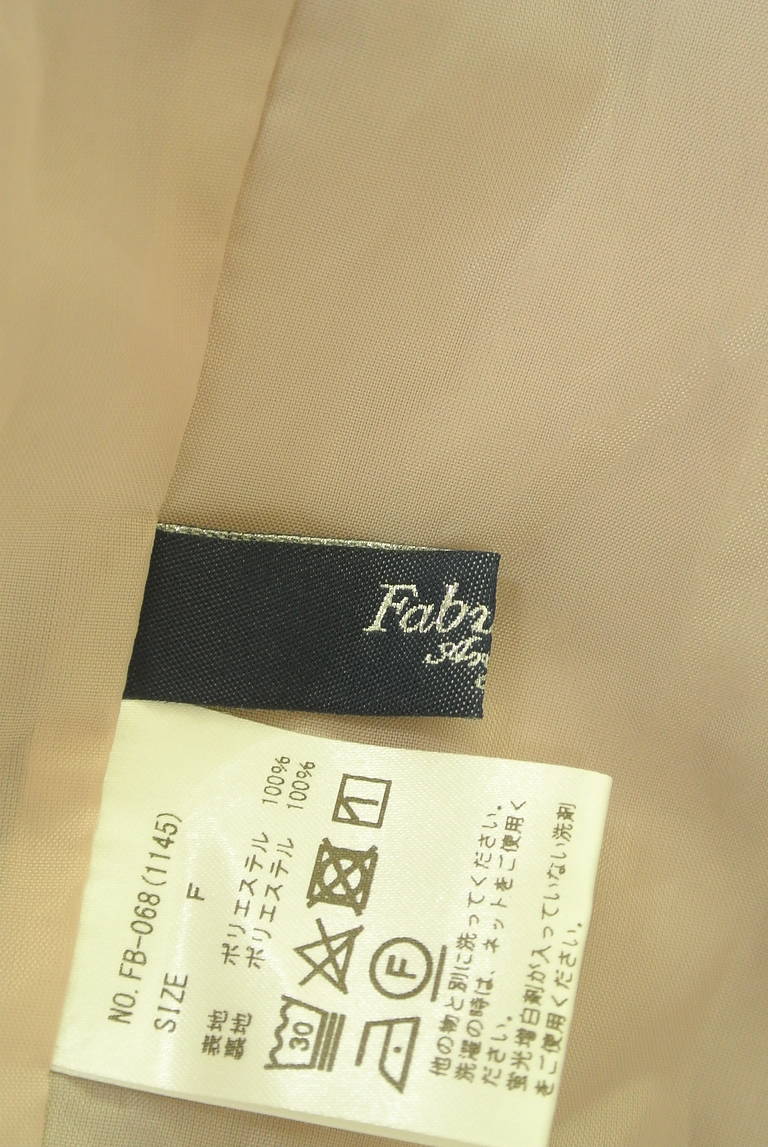 Fabu
NO. FB-068(1145)
SIZE F
表地 ポリエステル 100%
裏地 ポリエステル 100%
30
F
他の物と別に洗ってください。
洗濯の時は、ネットをご使用く
ださい。
蛍光増白剤が入っていない洗剤
をご使用ください。